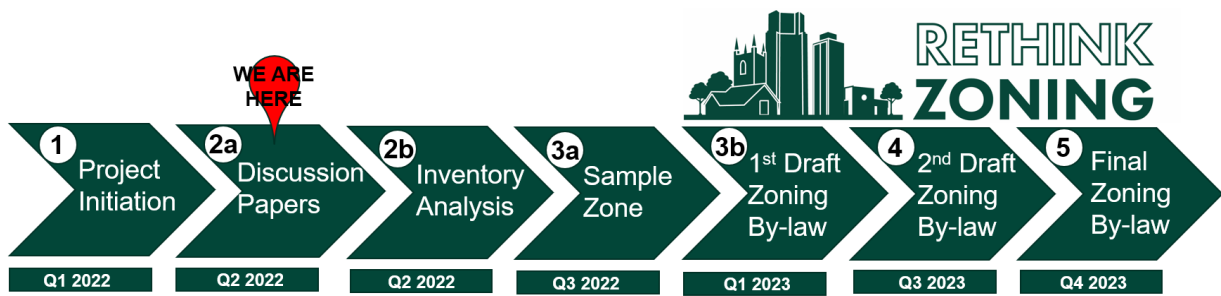 RETHINK
ZONING
WE ARE
HERE
1
Project
Initiation
2a
Discussion
Papers
2b
Inventory
Analysis
3a
Sample
Zone
3b
1st Draft
Zoning
By-law
4
2nd Draft
Zoning
By-law
5
Final
Zoning
By-law
Q1 2022
Q2 2022
Q2 2022
Q3 2022
Q1 2023
Q3 2023
Q4 2023